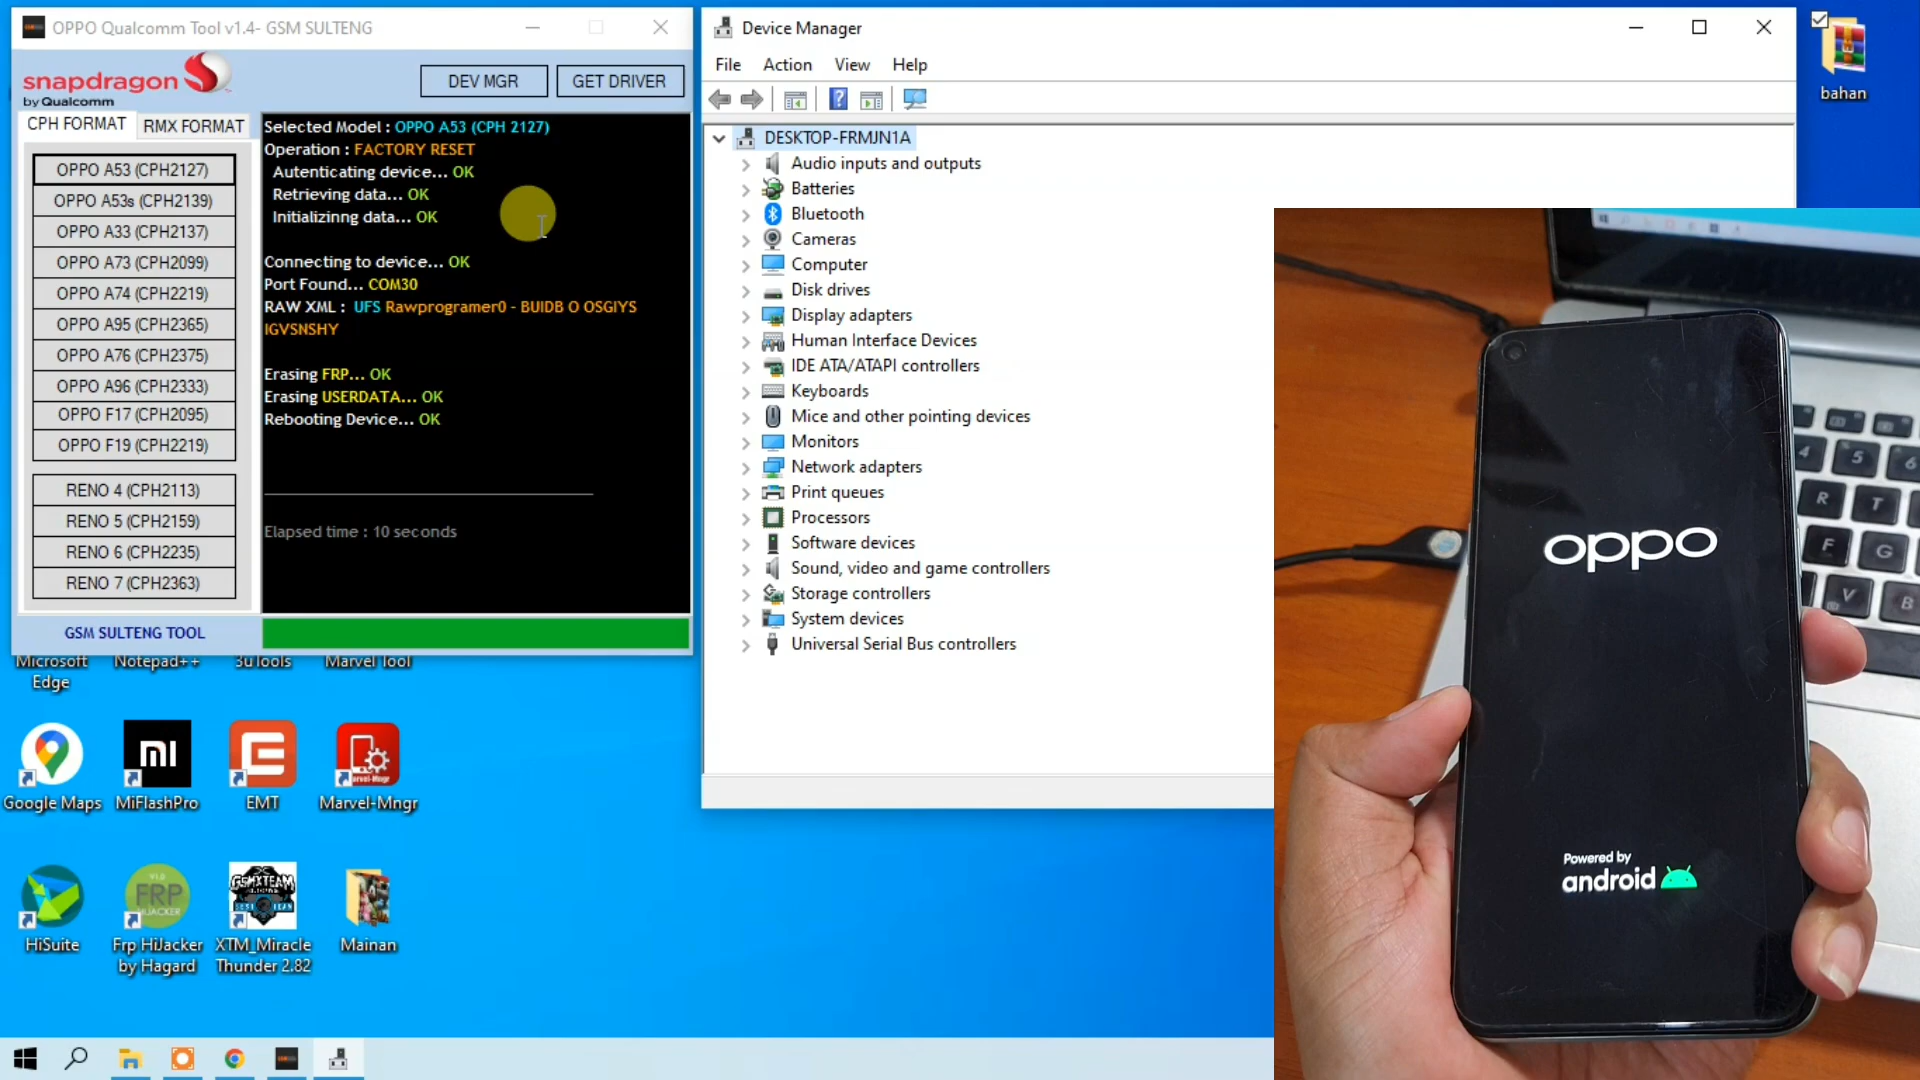 OPPO Qualcomm Tool v1.4- GSM SULTENG
snapdragon
by Qualcomm
DEV MGR
GET DRIVER
CPH FORMAT
RMX FORMAT
OPPO A53 (CPH2127)
OPPO A53s (CPH2139)
OPPO A33 (CPH2137)
OPPO A73 (CPH2099)
OPPO A74 (CPH2219)
OPPO A95 (CPH2365)
OPPO A76 (CPH2375)
OPPO A96 (CPH2333)
OPPO F17 (CPH2095)
OPPO F19 (CPH2219)
RENO 4 (CPH2113)
RENO 5 (CPH2159)
RENO 6 (CPH2235)
RENO 7 (CPH2363)
GSM SULTENG TOOL
Selected Model : OPPO A53 (CPH 2127)
Operation : FACTORY RESET
Autenticating device... OK
Retrieving data... OK
Initializinng data... OK
Connecting to device... OK
Port Found... COM30
RAW XML : UFS Rawprogramer0 - BUIDB O OSGIYS
IGVSNSHY
Erasing FRP... OK
Erasing USERDATA... OK
Rebooting Device... OK
Elapsed time : 10 seconds
Device Manager
File Action View Help
DESKTOP-FRMJN1A
Audio inputs and outputs
Batteries
Bluetooth
Cameras
Computer
Disk drives
Display adapters
Human Interface Devices
IDE ATA/ATAPI controllers
Keyboards
Mice and other pointing devices
Monitors
Network adapters
Print queues
Processors
Software devices
Sound, video and game controllers
Storage controllers
System devices
Universal Serial Bus controllers
bahan
Microsoft
Edge
Notepad++
3uTools
Marvel Tool
Google Maps
MiFlashPro
EMT
Marvel-Mngr
HiSuite
FRP
HIJACKER
Frp HiJacker
by Hagard
GSMXTEAM
XTM_Miracle
Thunder 2.82
Mainan
oppo
Powered by
android
4 5 6
R T
F G
V B